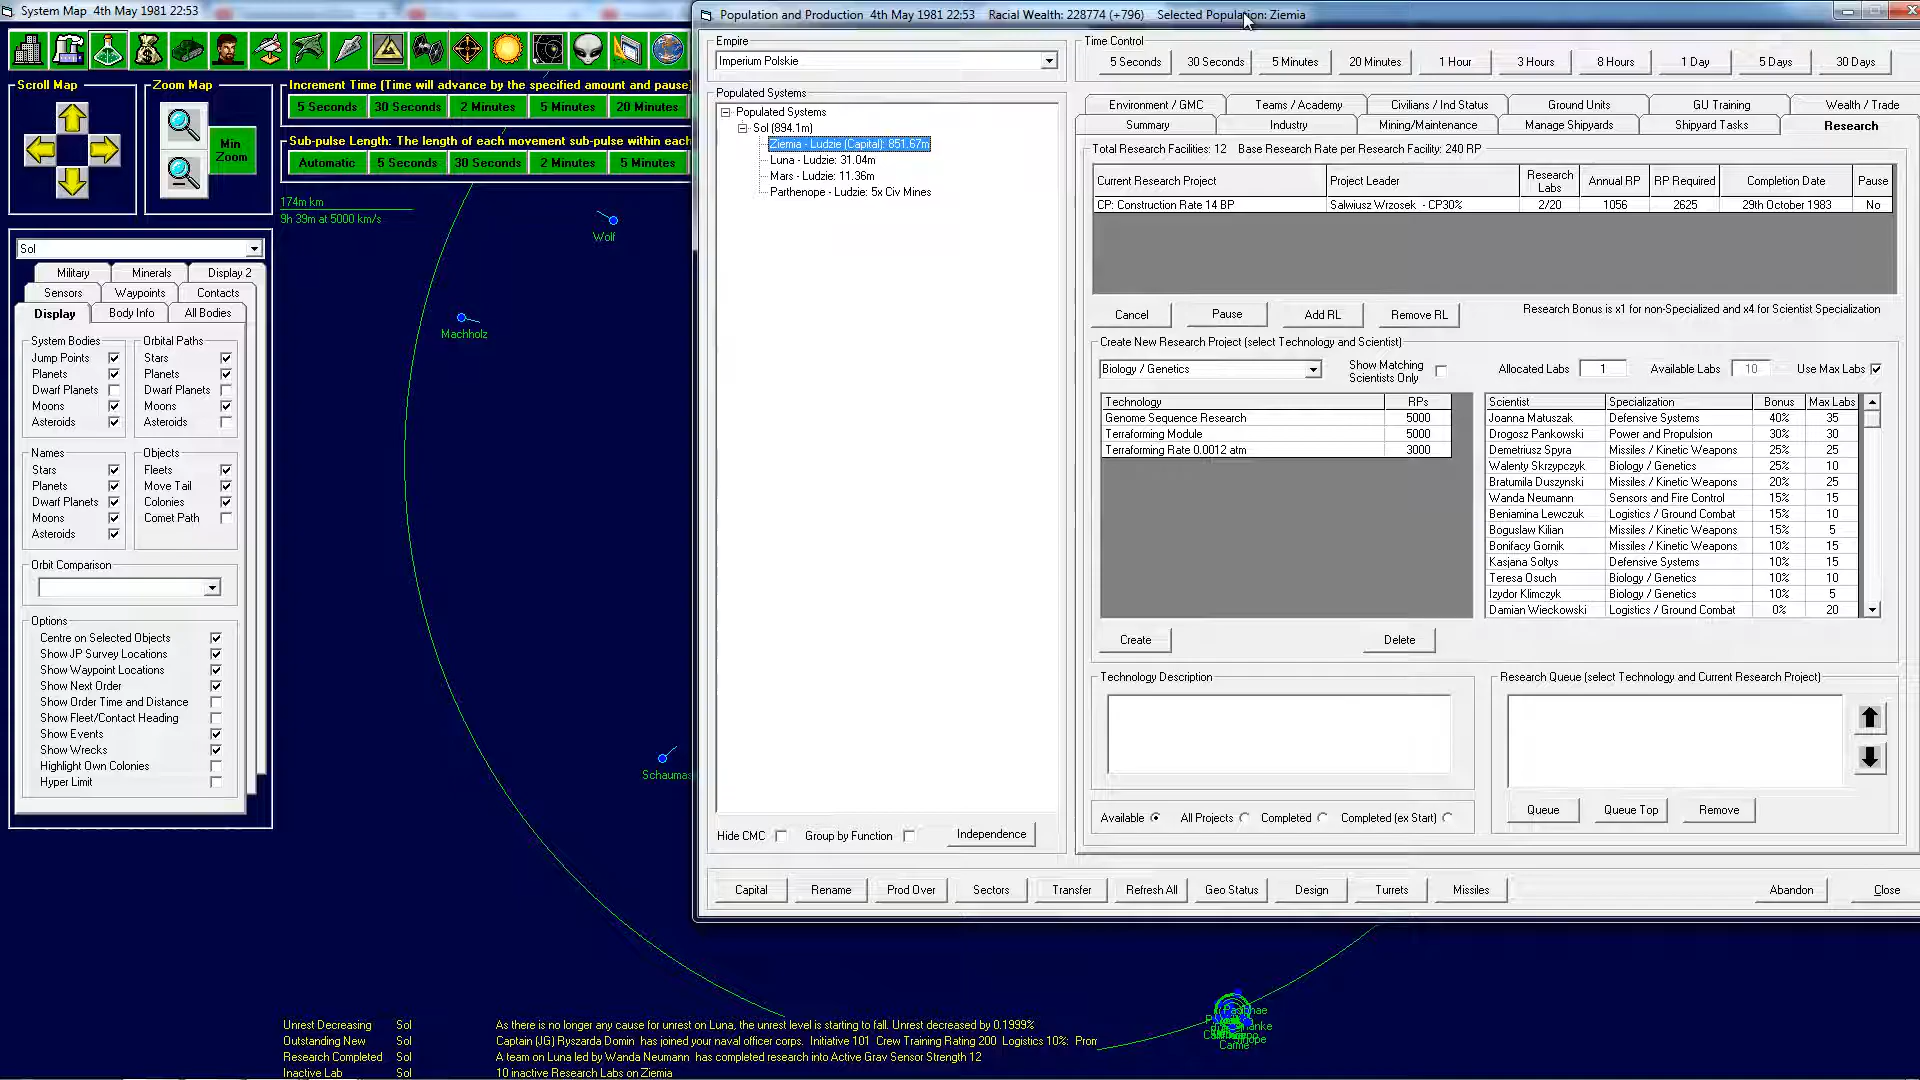 System Map 4th May 1981 22:53
Scroll Map
Zoom Map
Min Zoom
Increment Time (Time will advance by the specified amount and pause)
5 Seconds 30 Seconds 2 Minutes 5 Minutes 20 Minutes
Sub-pulse Length: The length of each movement sub-pulse within each
Automatic 5 Seconds 30 Seconds 2 Minutes 5 Minutes
174m km
9h 39m at 5000 km/s
Wolf
Machholz
Schaumas
Sol
Military Minerals Display 2
Sensors Waypoints Contacts
Display Body Info All Bodies
System Bodies
Jump Points
Planets
Dwarf Planets
Moons
Asteroids
Orbital Paths
Stars
Planets
Dwarf Planets
Moons
Asteroids
Names
Stars
Planets
Dwarf Planets
Moons
Asteroids
Objects
Fleets
Move Tail
Colonies
Comet Path
Orbit Comparison
Options
Centre on Selected Objects
Show JP Survey Locations
Show Waypoint Locations
Show Next Order
Show Order Time and Distance
Show Fleet/Contact Heading
Show Events
Show Wrecks
Highlight Own Colonies
Hyper Limit
Population and Production 4th May 1981 22:53 Racial Wealth: 228774 (+796) Selected Population: Ziemia
Empire
Imperium Polskie
Populated Systems
Populated Systems
Sol (894.1m)
Ziemia - Ludzie (Capital): 851.67m
Luna - Ludzie: 31.04m
Mars - Ludzie: 11.36m
Parthenope - Ludzie: 5x Civ Mines
Hide CMC Group by Function Independence
Time Control
5 Seconds 30 Seconds 5 Minutes 20 Minutes 1 Hour 3 Hours 8 Hours 1 Day 5 Days 30 Days
Environment / GMC Teams / Academy Civilians / Ind Status Ground Units GU Training Wealth / Trade
Summary Industry Mining/Maintenance Manage Shipyards Shipyard Tasks Research
Total Research Facilities: 12 Base Research Rate per Research Facility: 240 RP
Current Research Project Project Leader Research Labs Annual RP RP Required Completion Date Pause
CP: Construction Rate 14 BP Salwiusz Wrzosek - CP30% 2/20 1056 2625 29th October 1983 No
Cancel Pause Add RL Remove RL Research Bonus is x1 for non-Specialized and x4 for Scientist Specialization
Create New Research Project (select Technology and Scientist)
Biology / Genetics Show Matching Scientists Only Allocated Labs 1 Available Labs 10 Use Max Labs
Technology RPs
Genome Sequence Research 5000
Terraforming Module 5000
Terraforming Rate 0.0012 atm 3000
Scientist Specialization Bonus Max Labs
Joanna Matuszak Defensive Systems 40% 35
Drogosz Pankowski Power and Propulsion 30% 30
Demetriusz Spyra Missiles / Kinetic Weapons 25% 25
Walenty Skrzypczyk Biology / Genetics 25% 10
Bratumila Duszynski Missiles / Kinetic Weapons 20% 25
Wanda Neumann Sensors and Fire Control 15% 15
Beniamina Lewczuk Logistics / Ground Combat 15% 10
Boguslaw Kilian Missiles / Kinetic Weapons 15% 5
Bonifacy Gornik Missiles / Kinetic Weapons 10% 15
Kasjana Soltys Defensive Systems 10% 15
Teresa Osuch Biology / Genetics 10% 10
Izydor Klimczyk Biology / Genetics 10% 5
Damian Wieckowski Logistics / Ground Combat 0% 20
Create Delete
Technology Description
Research Queue (select Technology and Current Research Project)
Available All Projects Completed Completed (ex Start)
Queue Queue Top Remove
Capital Rename Prod Over Sectors Transfer Refresh All Geo Status Design Turrets Missiles Abandon Close
Carme
Unrest Decreasing Sol As there is no longer any cause for unrest on Luna, the unrest level is starting to fall. Unrest decreased by 0.1999%
Outstanding New Sol Captain (JG) Ryszarda Domin has joined your naval officer corps. Initiative 101 Crew Training Rating 200 Logistics 10%: Pron
Research Completed Sol A team on Luna led by Wanda Neumann has completed research into Active Grav Sensor Strength 12
Inactive Lab Sol 10 inactive Research Labs on Ziemia